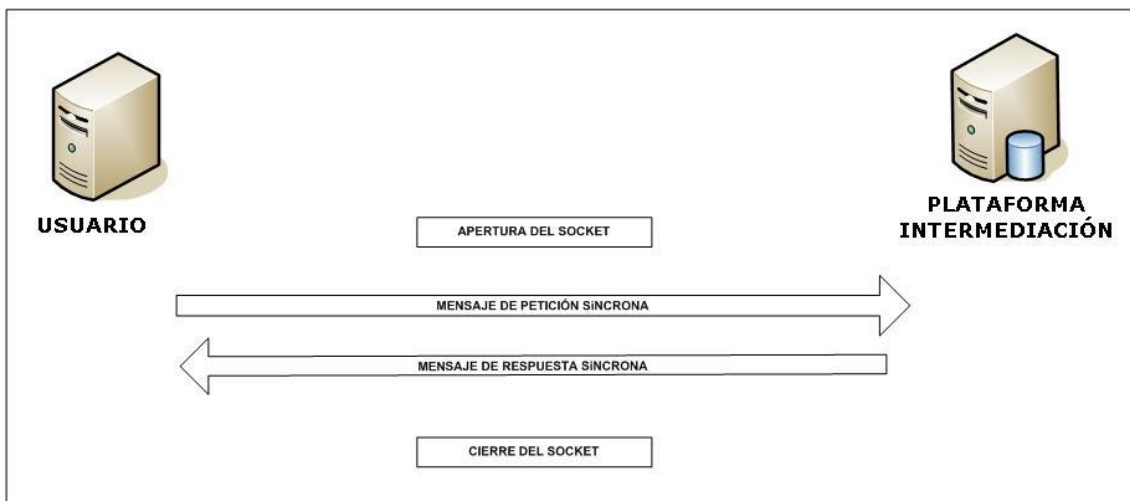 USUARIO
PLATAFORMA
INTERMEDIACIÓN
APERTURA DEL SOCKET
MENSAJE DE PETICIÓN SíNCRONA
MENSAJE DE RESPUESTA SíNCRONA
CIERRE DEL SOCKET